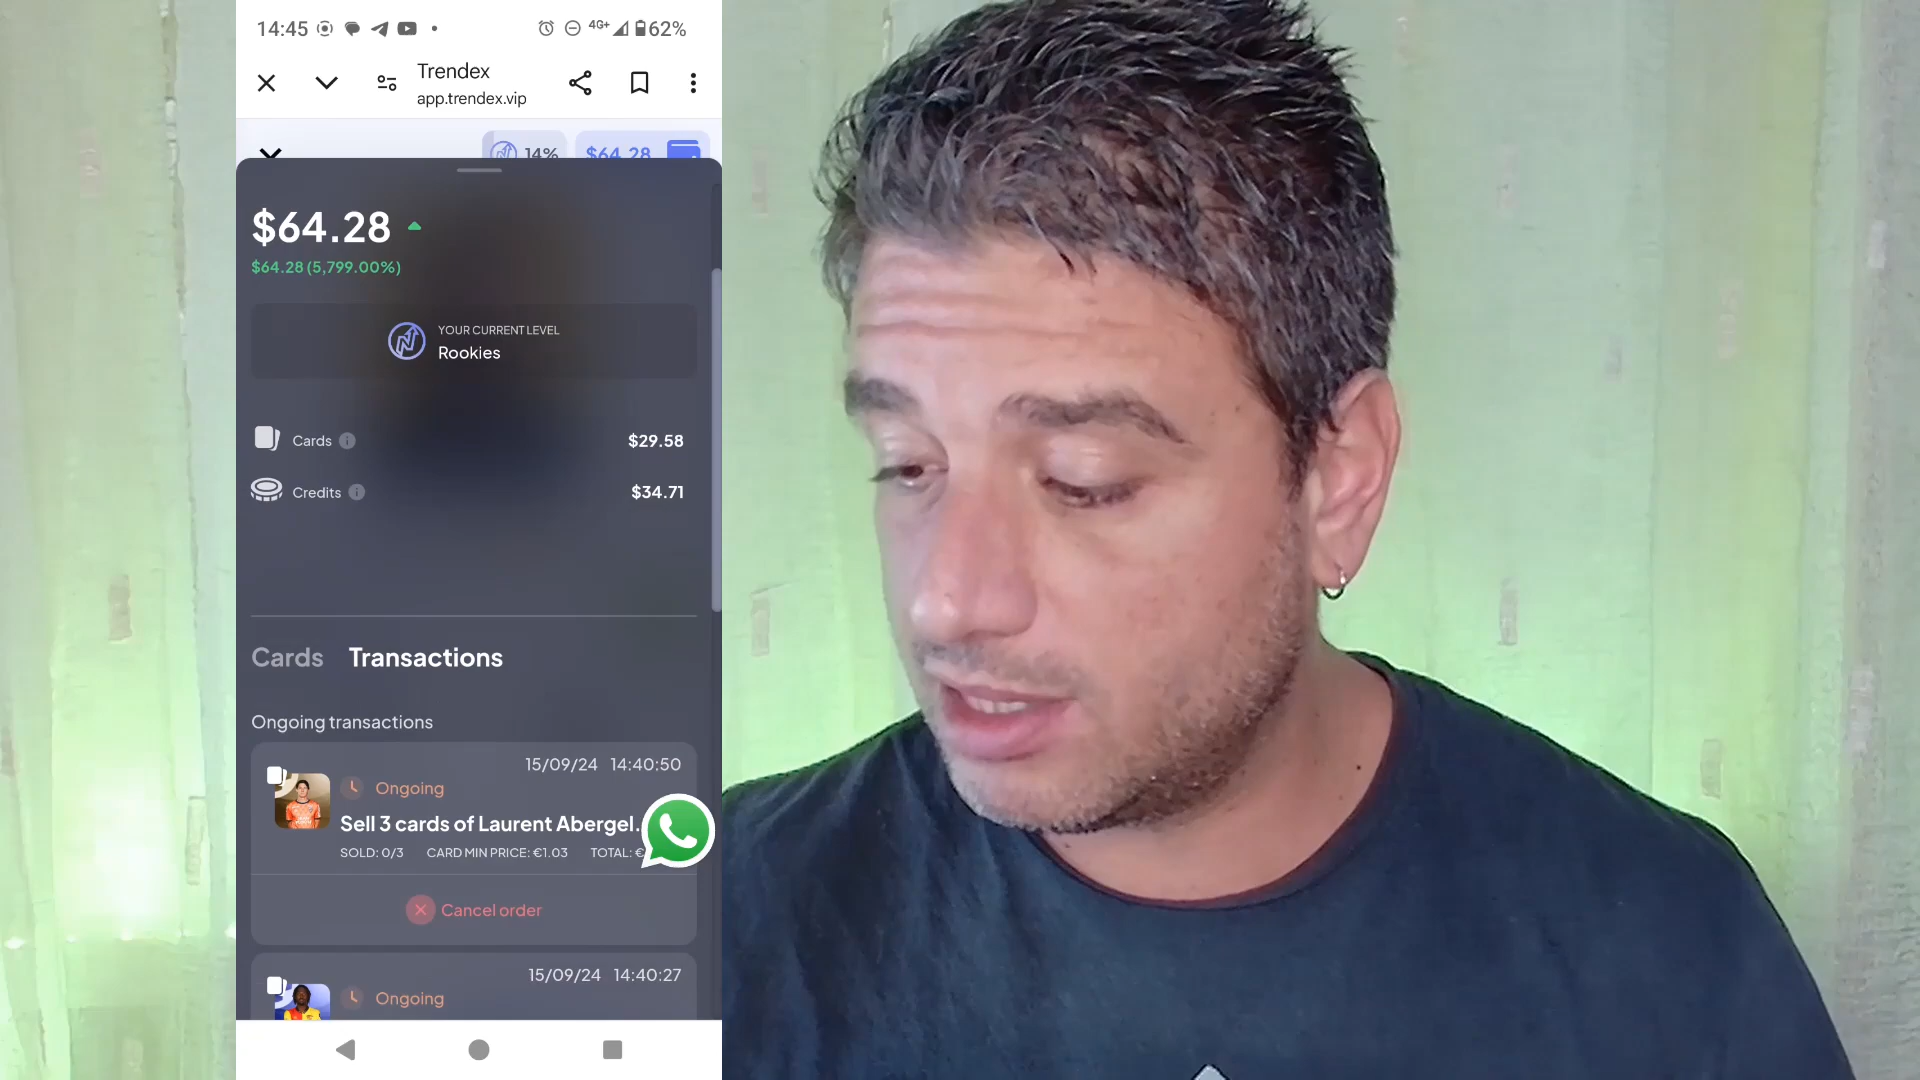 14:45 4G+ 62%
Trendex
app.trendex.vip
14% $64.28
$64.28
$64.28 (5,799.00%)
YOUR CURRENT LEVEL
Rookies
Cards $29.58
Credits $34.71
Cards Transactions
Ongoing transactions
15/09/24 14:40:50
Ongoing
Sell 3 cards of Laurent Abergel.
SOLD: 0/3 CARD MIN PRICE: €1.03 TOTAL: €
Cancel order
15/09/24 14:40:27
Ongoing